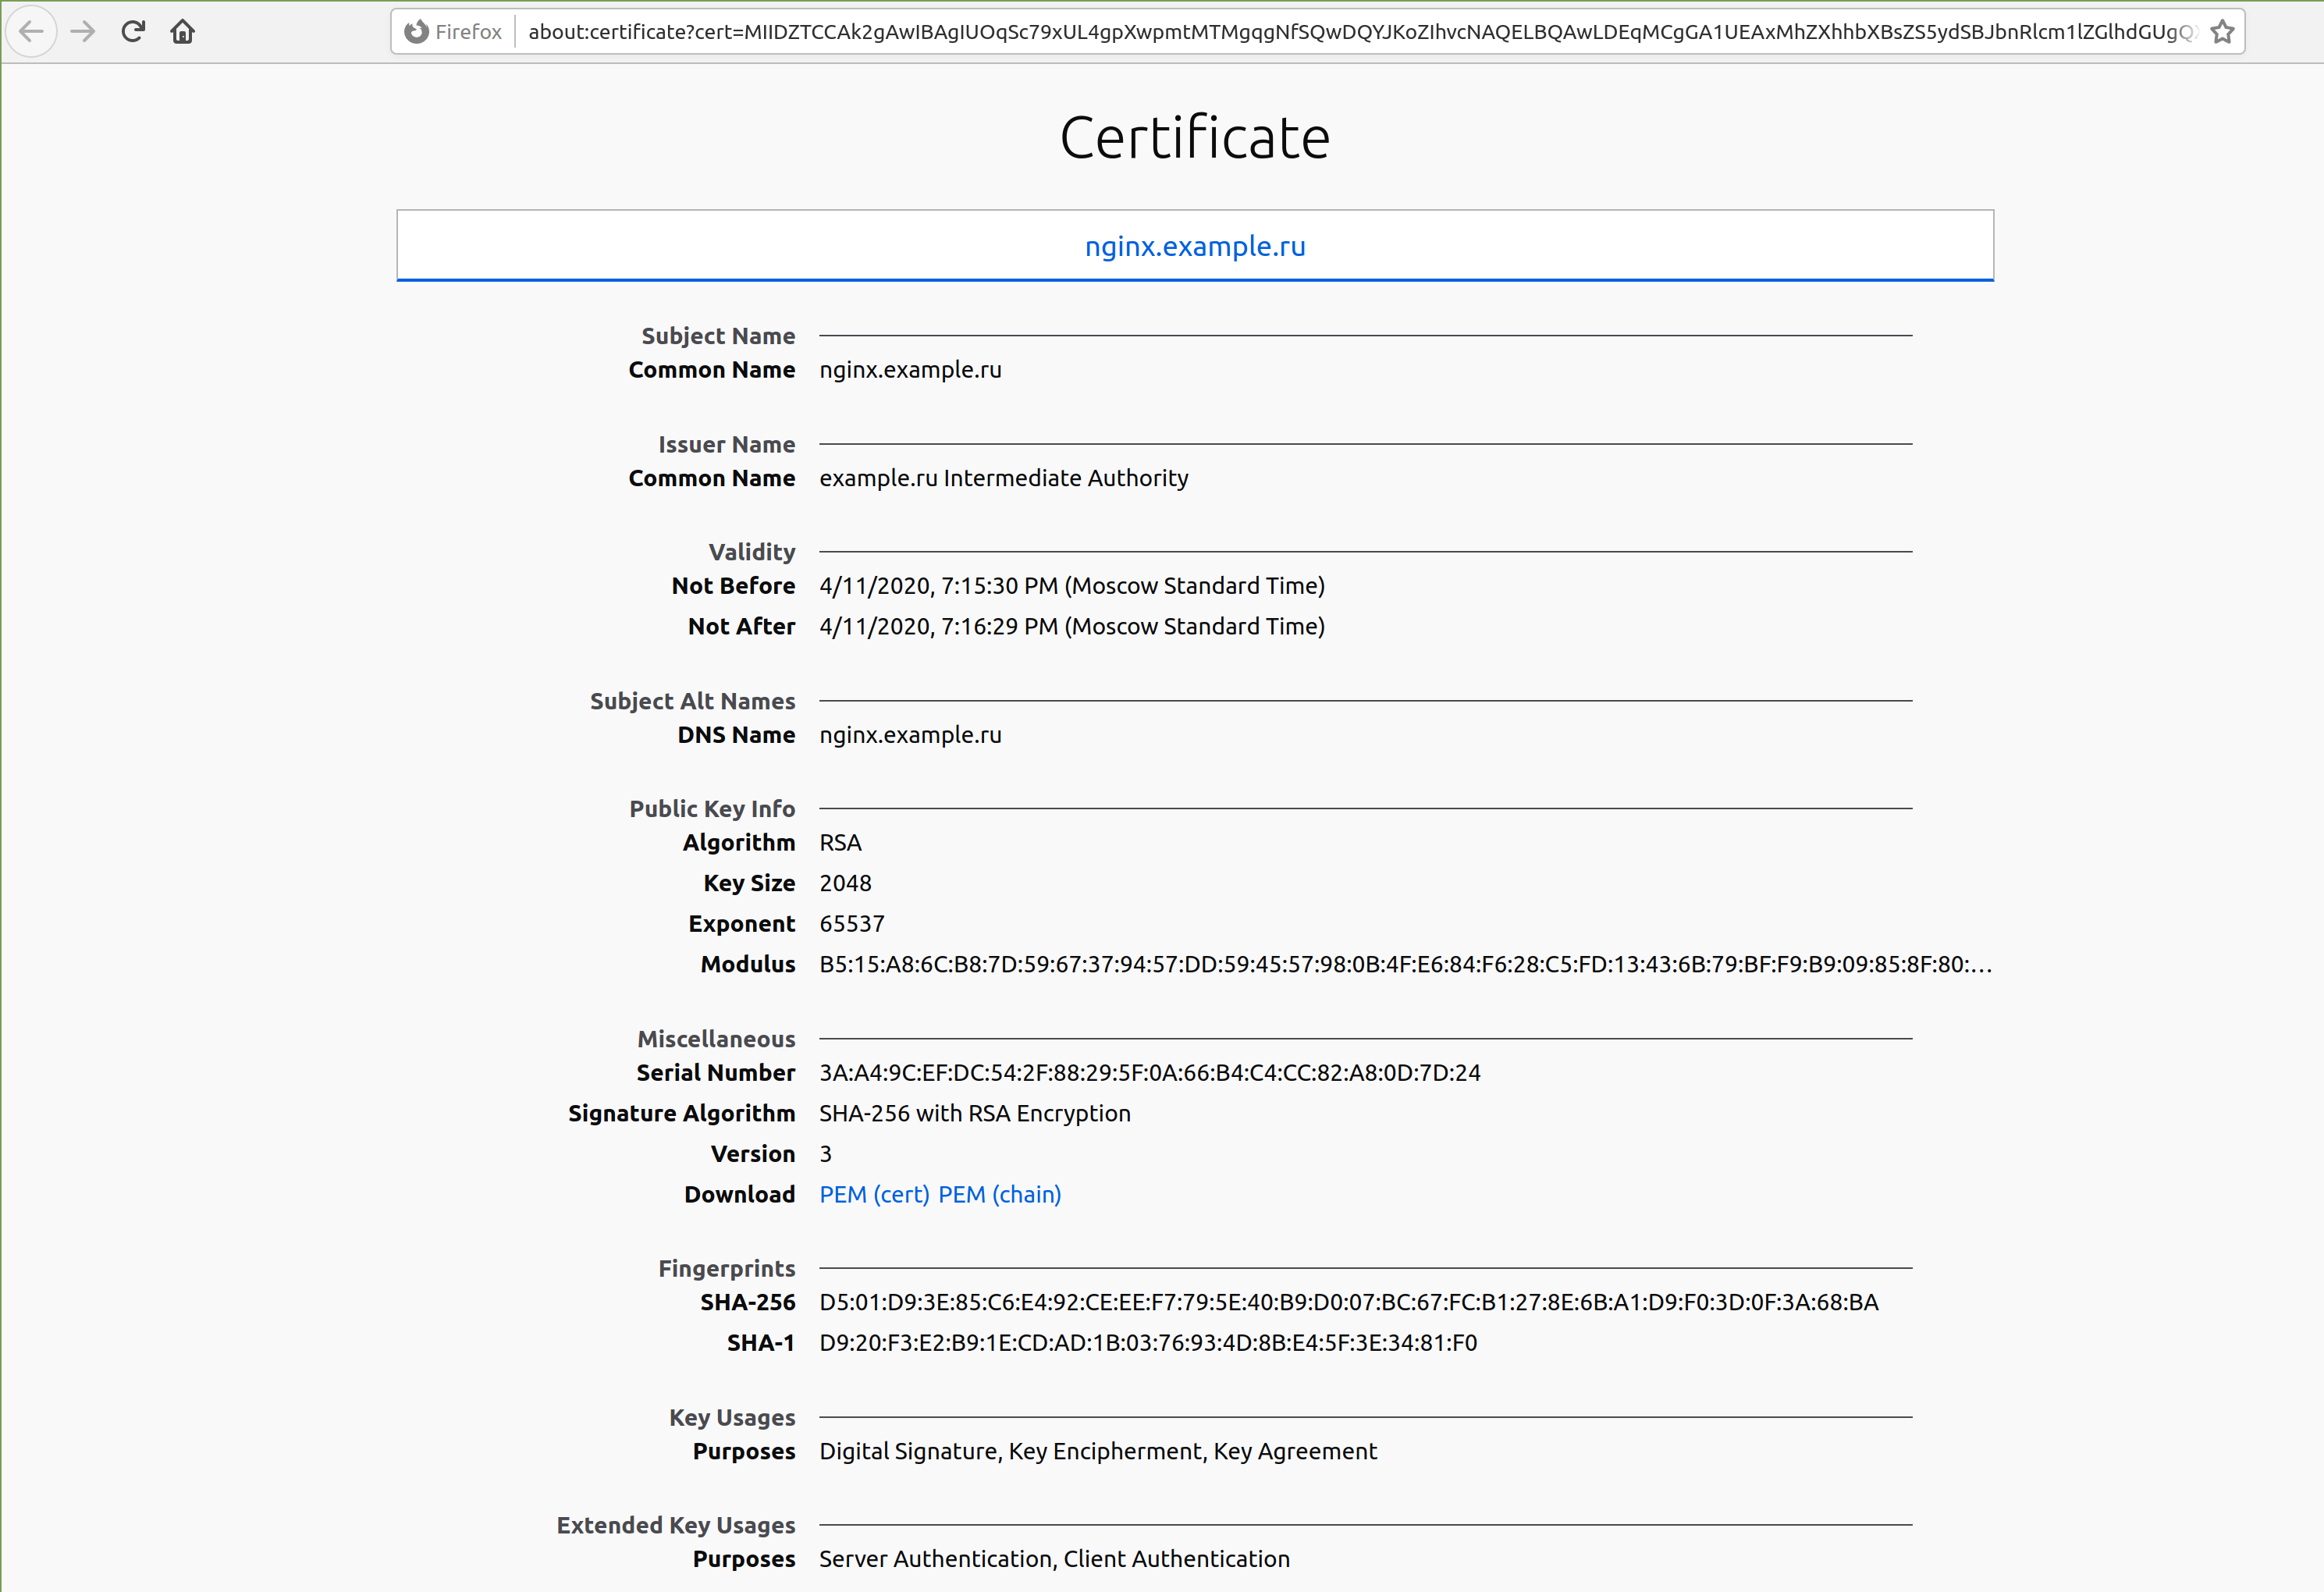 Firefox about:certificate?cert=MIIDZTCCAk2gAwIBAgIUOqSc79xUL4gpXwpmtMTMgqgNfSQwDQYJKoZIhvcNAQELBQAwLDEqMCgGA1UEAxMhZXhhbXBsZS5ydSBJbnRlcm1lZGlhdGUgQ
Certificate
nginx.example.ru
Subject Name
Common Name nginx.example.ru
Issuer Name
Common Name example.ru Intermediate Authority
Validity
Not Before 4/11/2020, 7:15:30 PM (Moscow Standard Time)
Not After 4/11/2020, 7:16:29 PM (Moscow Standard Time)
Subject Alt Names
DNS Name nginx.example.ru
Public Key Info
Algorithm RSA
Key Size 2048
Exponent 65537
Modulus B5:15:A8:6C:B8:7D:59:67:37:94:57:DD:59:45:57:98:0B:4F:E6:84:F6:28:C5:FD:13:43:6B:79:BF:F9:B9:09:85:8F:80:…
Miscellaneous
Serial Number 3A:A4:9C:EF:DC:54:2F:88:29:5F:0A:66:B4:C4:CC:82:A8:0D:7D:24
Signature Algorithm SHA-256 with RSA Encryption
Version 3
Download PEM (cert) PEM (chain)
Fingerprints
SHA-256 D5:01:D9:3E:85:C6:E4:92:CE:EE:F7:79:5E:40:B9:D0:07:BC:67:FC:B1:27:8E:6B:A1:D9:F0:3D:0F:3A:68:BA
SHA-1 D9:20:F3:E2:B9:1E:CD:AD:1B:03:76:93:4D:8B:E4:5F:3E:34:81:F0
Key Usages
Purposes Digital Signature, Key Encipherment, Key Agreement
Extended Key Usages
Purposes Server Authentication, Client Authentication